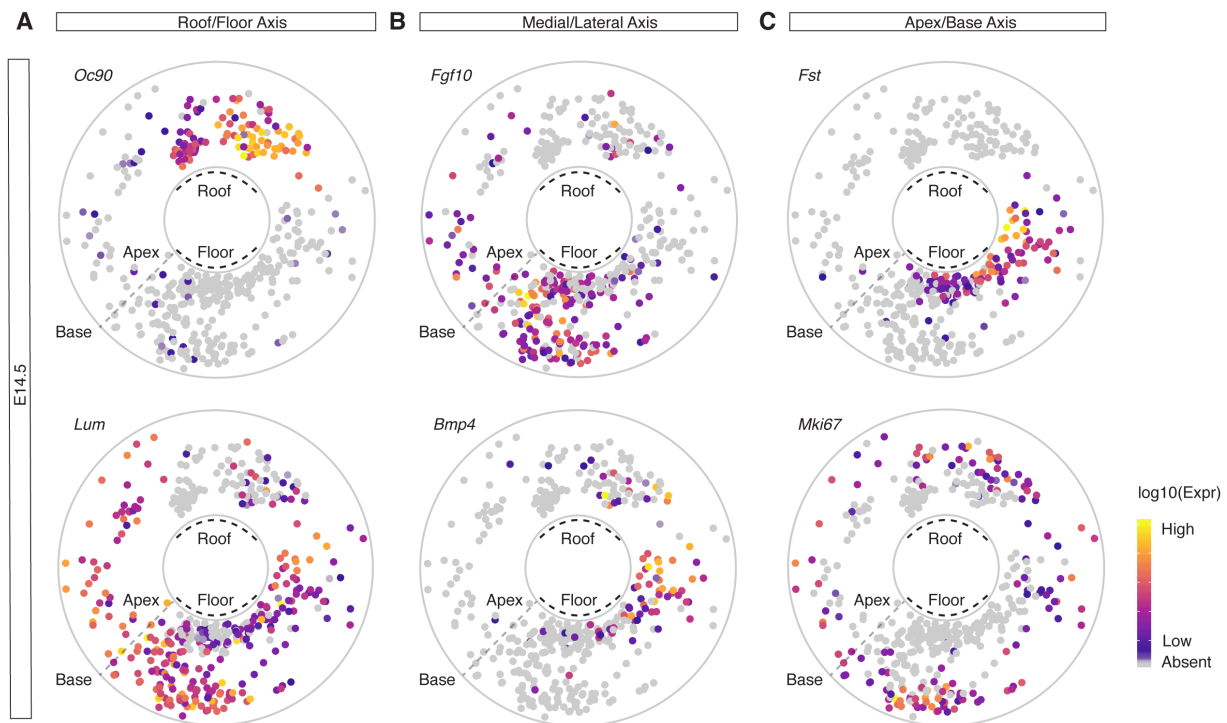 A Roof/Floor Axis B Medial/Lateral Axis C Apex/Base Axis
E14.5
Oc90 Fgf10 Fst
Roof Roof Roof
Apex Floor Apex Floor Apex Floor
Base Base Base
Lum Bmp4 Mki67
log10(Expr)
High
Roof Roof Roof
Apex Floor Apex Floor Apex Floor
Low
Absent
Base Base Base